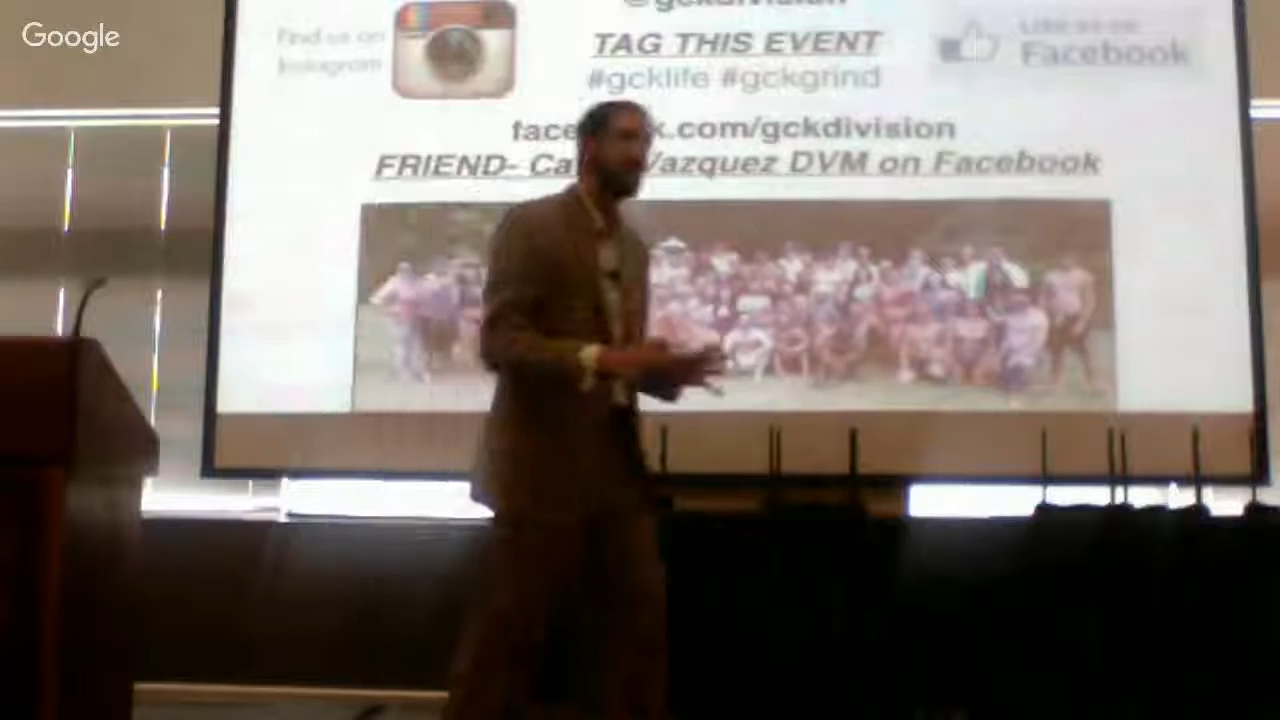 Google
@gckdivision
Find us on
Instagram
TAG THIS EVENT
#gcklife #gckgrind
Like us on
Facebook
.com/gckdivision
FRIEND- Vazquez DVM on Facebook